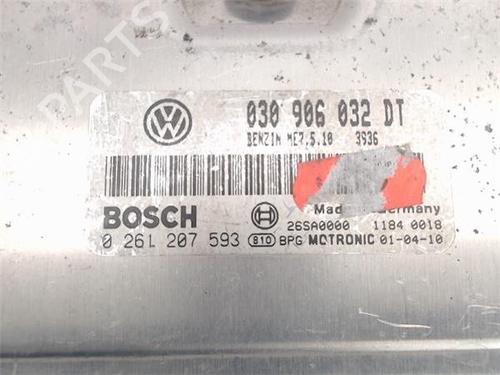 030 906 032 DT
BENZIN ME7.5.10 3936
BOSCH
Mad Germany
26SA0000 1184 0018
0 261 207 593 810 BPG MOTRONIC 01-04-10